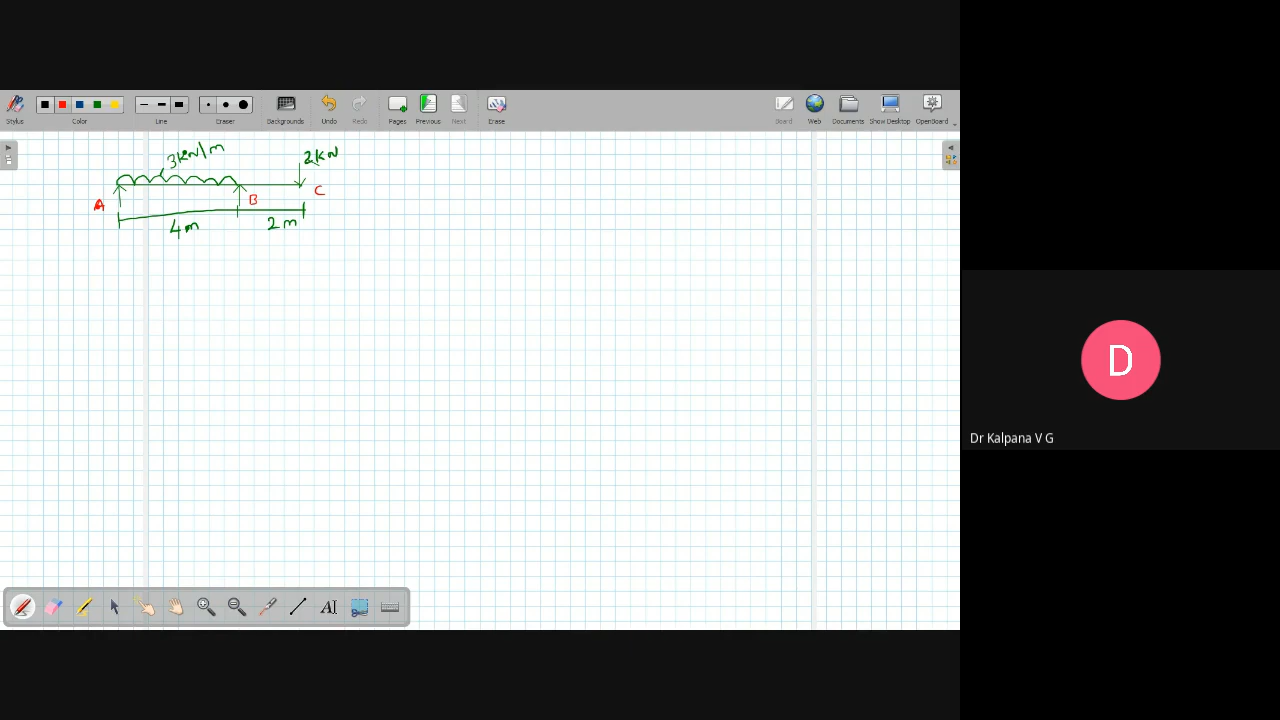 Stylus Color Line Eraser Backgrounds Undo Redo Pages Previous Next Erase Board Web Documents Show Desktop OpenBoard
3kN/m
2kN
A
B
C
4m
2m
AI
D
Dr Kalpana V G